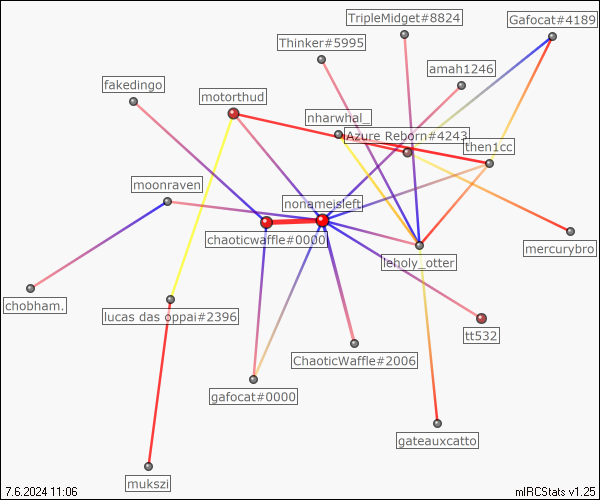 TripleMidget#8824
Gafocat#4189
Thinker#5995
amah1246
fakedingo
motorthud
nharwhal_
Azure Reborn#4243
then1cc
moonraven
nonameisleft
chaoticwaffle#0000
mercurybro
leholy_otter
chobham.
lucas das oppai#2396
tt532
ChaoticWaffle#2006
gafocat#0000
gateauxcatto
mukszi
7.6.2024 11:06
mIRCStats v1.25